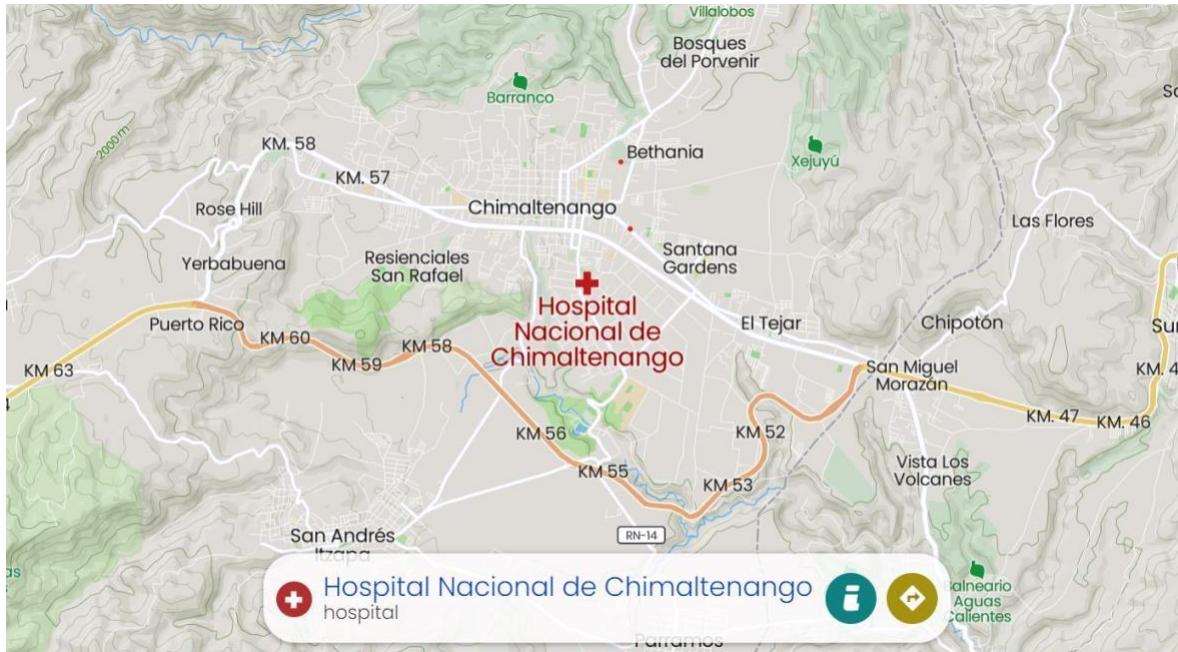 Villalobos
Bosques
del Porvenir
Barranco
2000 m
KM. 58
Bethania
Xejuyú
KM. 57
Rose Hill
Chimaltenango
Las Flores
Yerbabuena
Resienciales
San Rafael
Santana
Gardens
Hospital
Nacional de
Chimaltenango
Puerto Rico
KM 60
KM 59
KM 58
El Tejar
Chipotón
KM 63
San Miguel
Morazán
KM 56
KM 52
KM. 47
KM. 46
KM 55
KM 53
Vista Los
Volcanes
San Andrés
Itzapa
RN-14
Hospital Nacional de Chimaltenango
hospital
Balneario
Aguas
Calientes
Parramos